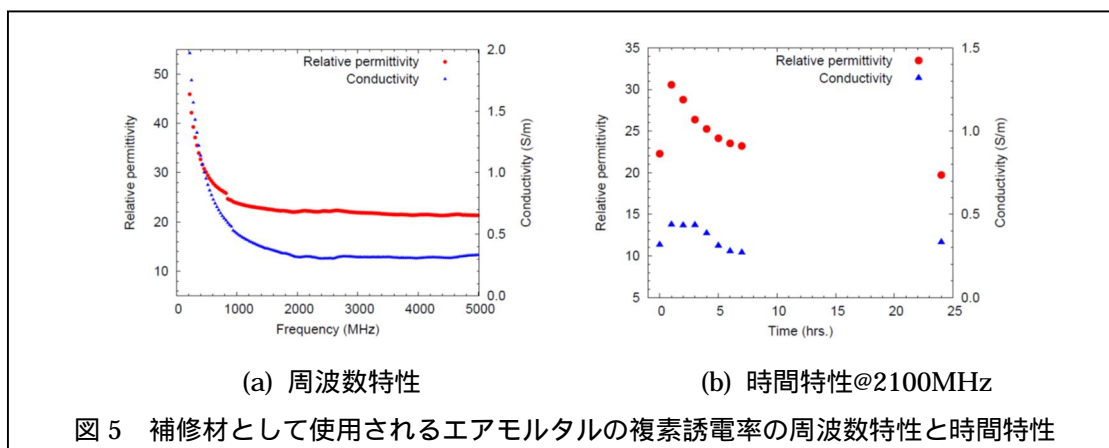 Relative permittivity
Conductivity
50
40
30
20
10
2.0
1.5
1.0
0.5
0.0
0
1000
2000
3000
4000
5000
Relative permittivity
Conductivity (S/m)
Frequency (MHz)
(a) 周波数特性
Relative permittivity
Conductivity
35
30
25
20
15
10
5
1.5
1.0
0.5
0.0
0
5
10
15
20
25
Relative permittivity
Conductivity (S/m)
Time (hrs.)
(b) 時間特性@2100MHz
図 5 補修材として使用されるエアモルタルの複素誘電率の周波数特性と時間特性